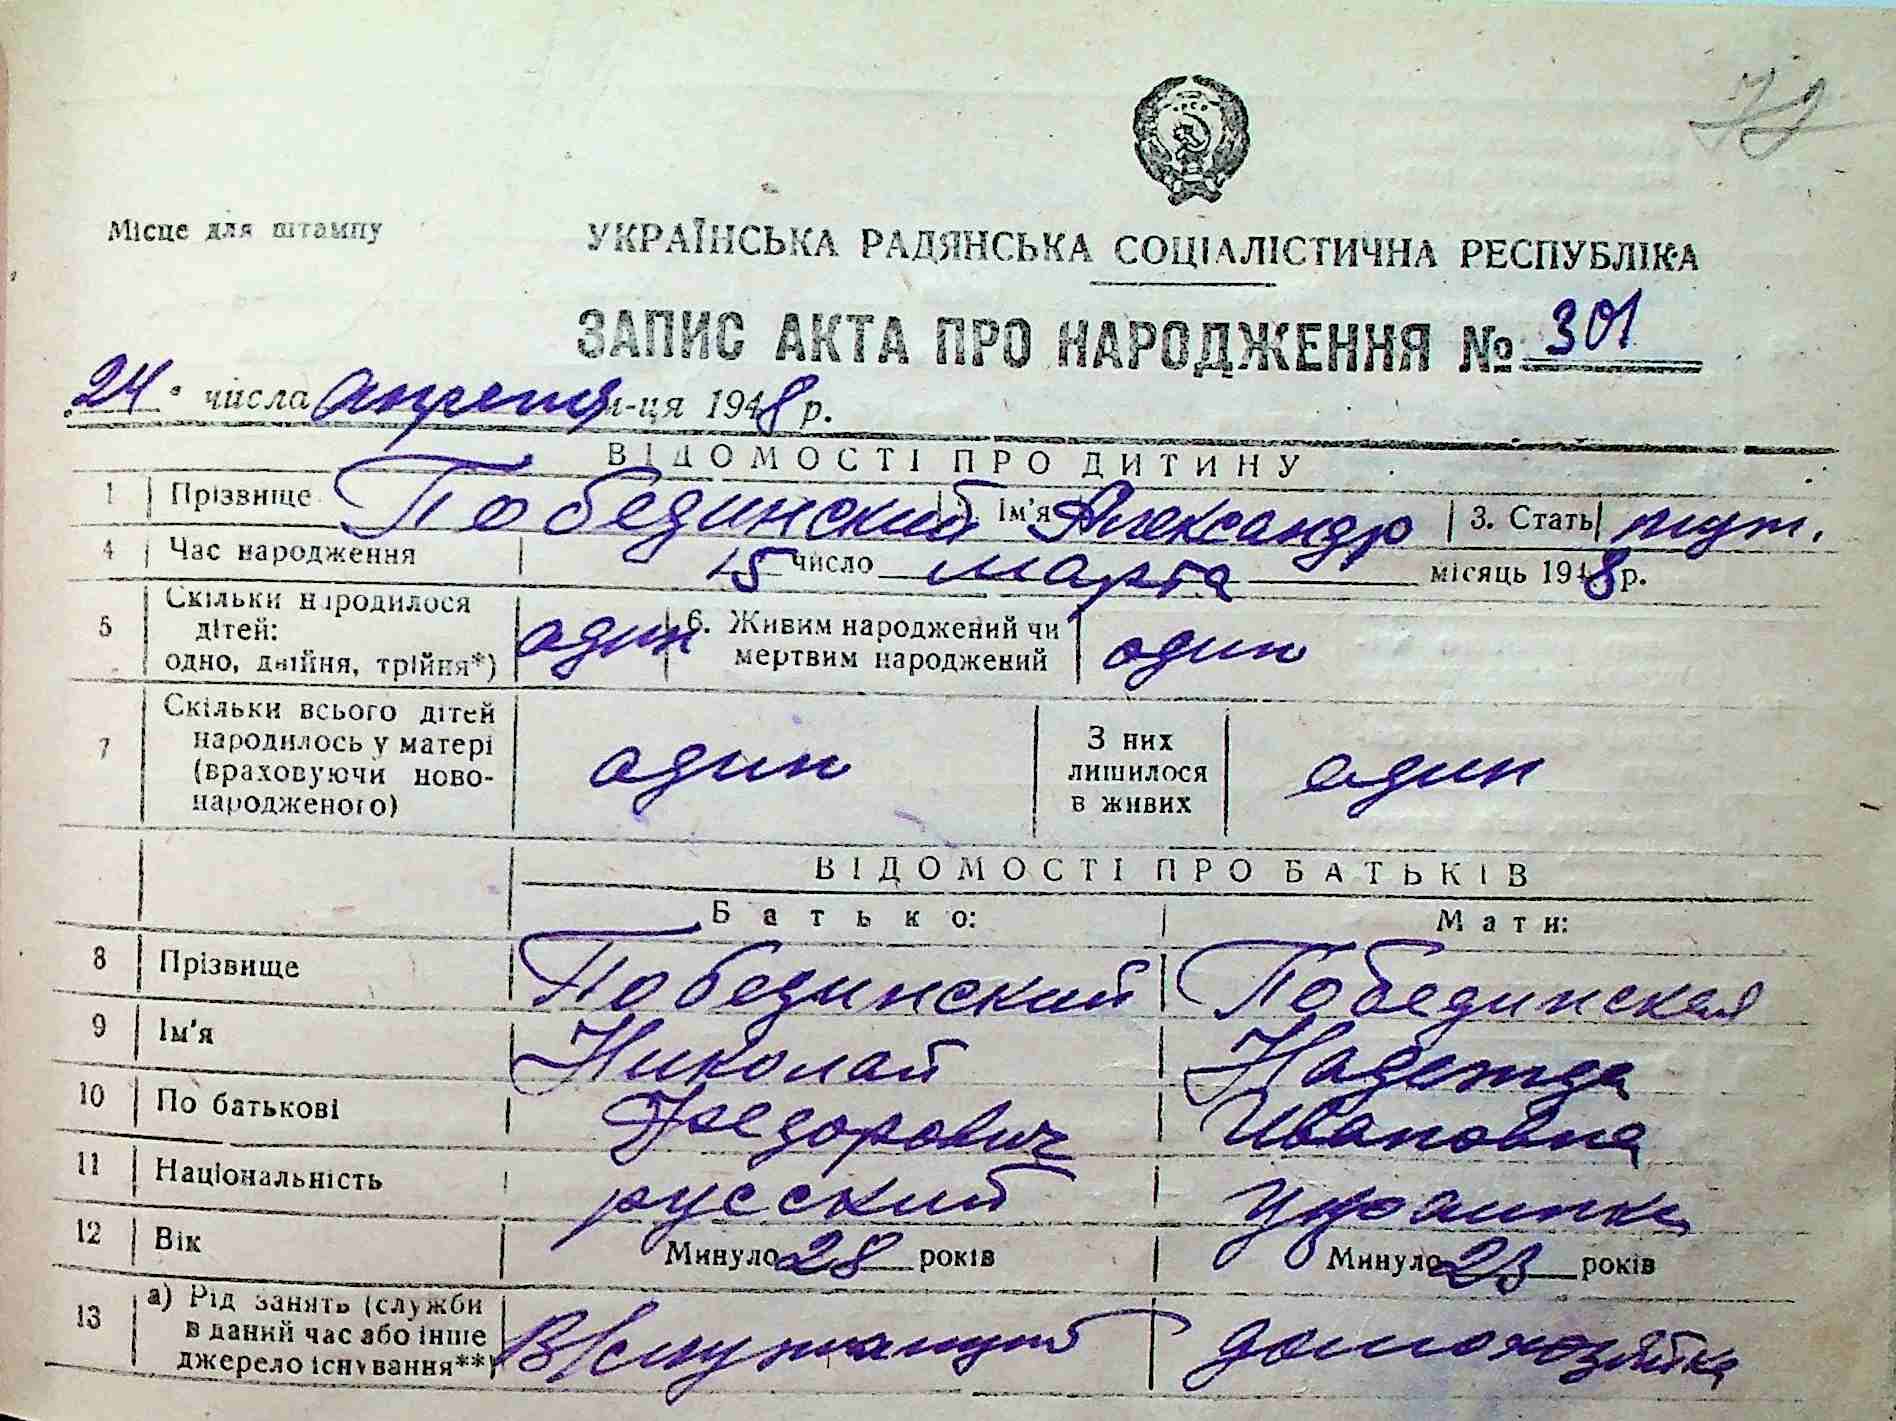 72
Місце для штампу
УКРАЇНСЬКА РАДЯНСЬКА СОЦІАЛІСТИЧНА РЕСПУБЛІКА
ЗАПИС АКТА ПРО НАРОДЖЕННЯ № 301
24 числа апреля м-ця 1948 р.
ВІДОМОСТІ ПРО ДИТИНУ
1 Прізвище Побединский Ім'я Александр 3. Стать муж.
4 Час народження 15 число марта місяць 1948 р.
5 Скільки народилося дітей: одно, двійня, трійня*) один 6. Живим народжений чи мертвим народжений один
7 Скільки всього дітей народилось у матері (враховуючи новонародженого) один З них лишилося в живих один
ВІДОМОСТІ ПРО БАТЬКІВ
Батько: Мати:
8 Прізвище Побединский Побединская
9 Ім'я Николай Надежда
10 По батькові Федорович Ивановна
11 Національність русский украинка
12 Вік Минуло 28 років Минуло 23 років
13 а) Рід занять (служби в даний час або інше джерело існування**) В/служащий домохозяйка